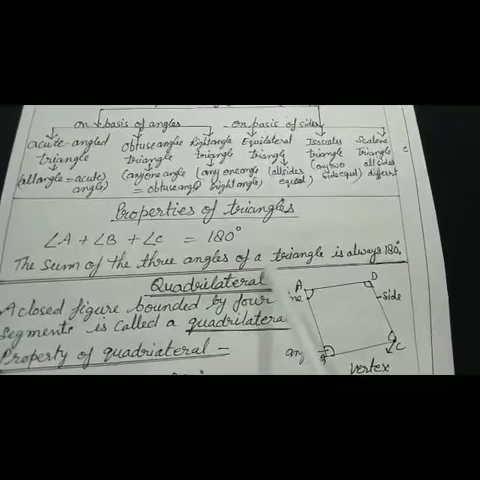 on basis of angles on basis of sides
acute angled obtuse angle Right angle Equilateral Isosceles Scalene
triangle triangle triangle triangle triangle Triangle
(all angle = acute (any one angle (any one angle (all sides (any two all sides
angle) = obtuse angle) right angle) equal) side equal) different
Properties of triangles
∠A + ∠B + ∠C = 180°
The sum of the three angles of a triangle is always 180°.
Quadrilateral
A closed figure bounded by four
segments is called a quadrilatera
Property of quadriateral -
A D
side
B C
vertex